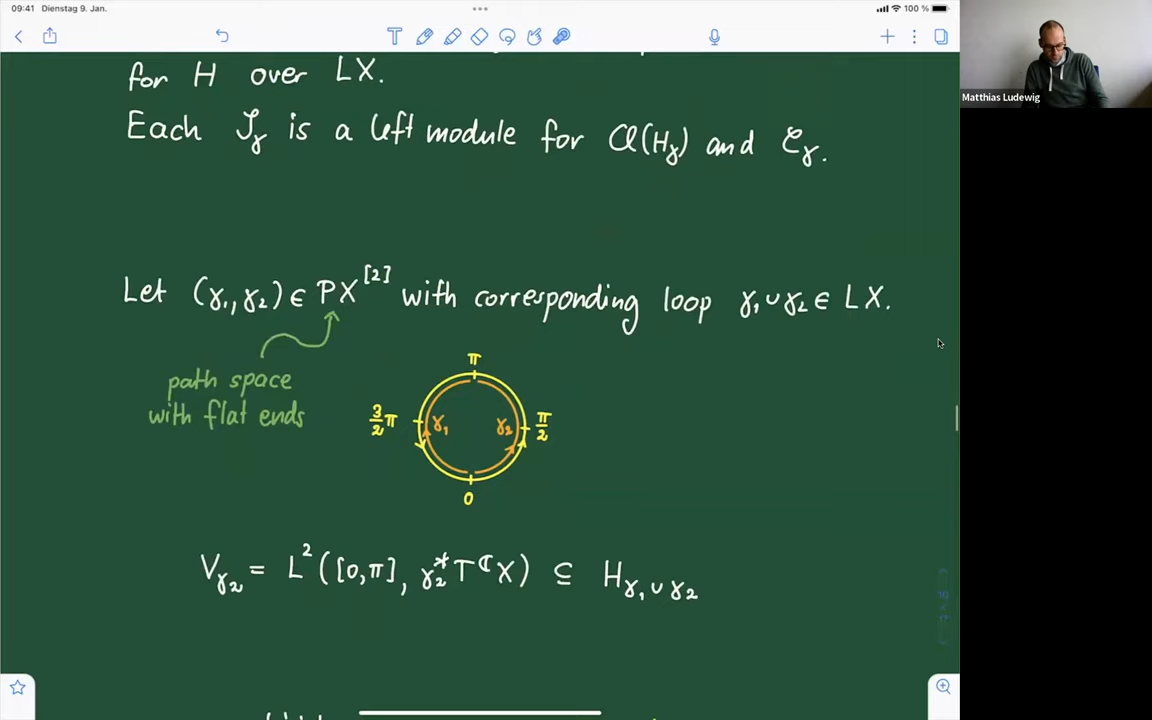 09:41 Dienstag 9. Jan.
100 %
Matthias Ludewig
for H over LX.
Each 𝒥_γ is a left module for Cl(H_γ) and 𝓔_γ.
Let (γ₁,γ₂) ∈ PX^[2] with corresponding loop γ₁∪γ₂ ∈ LX.
path space
with flat ends
π
3/2 π
γ₁
γ₂
π/2
0
V_γ₂ = L²([0,π], γ₂*T^ℂX) ⊆ H_γ₁∪γ₂